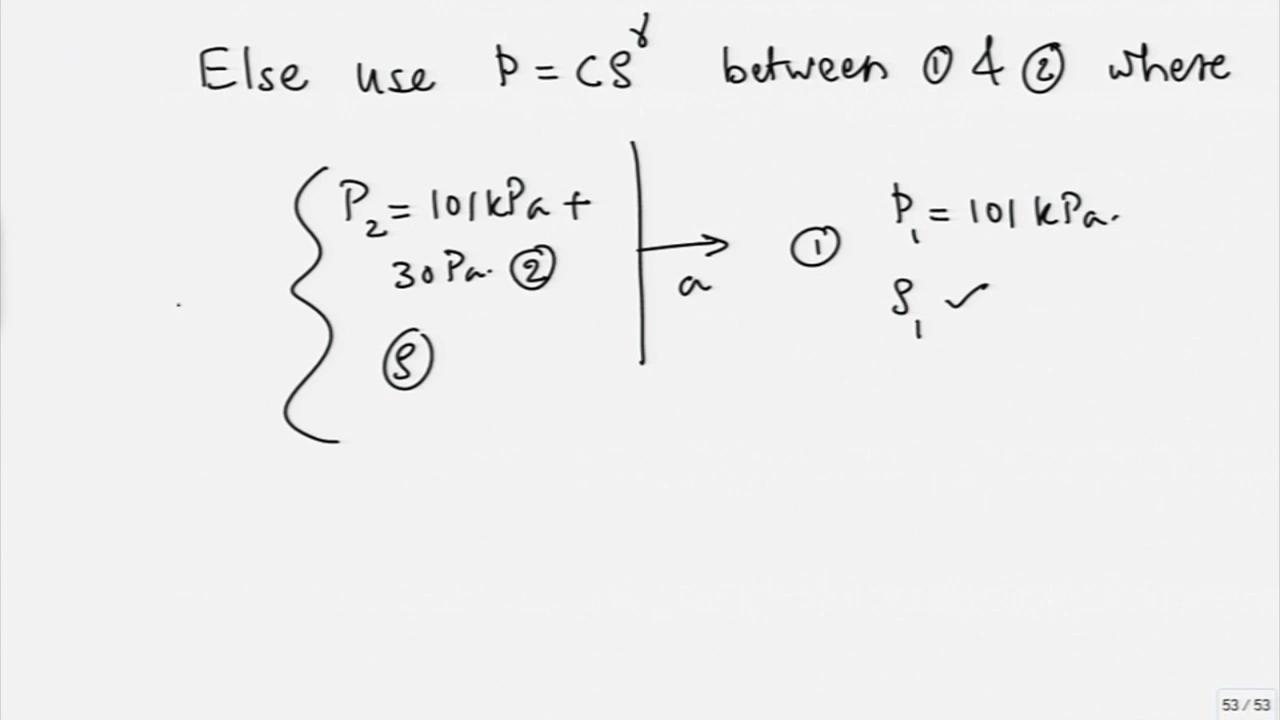 Else use p = cρ^γ between ① & ② where
P₂ = 101 kPa +
30 Pa. ②
ρ
a
①
p₁ = 101 kPa.
ρ₁ ✓
53 / 53